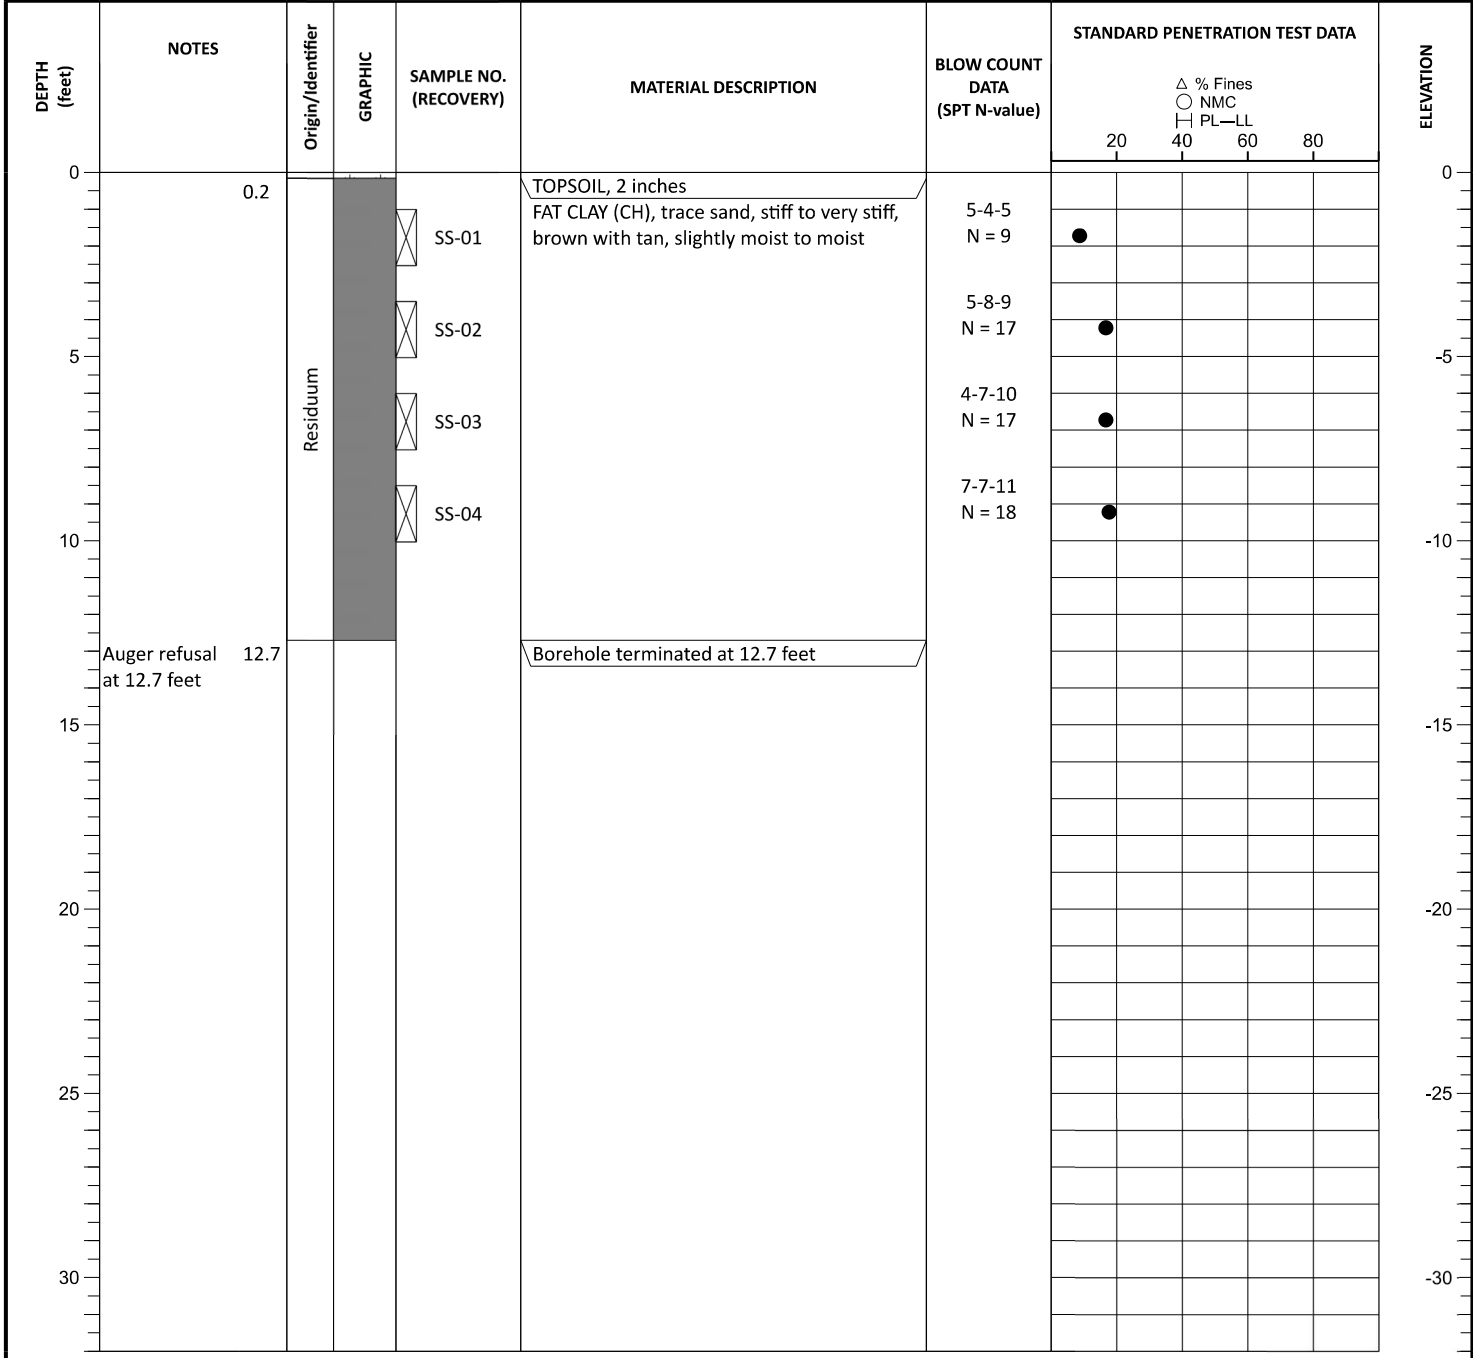 DEPTH
(feet)
NOTES
Origin/Identifier
GRAPHIC
SAMPLE NO.
(RECOVERY)
MATERIAL DESCRIPTION
BLOW COUNT
DATA
(SPT N-value)
STANDARD PENETRATION TEST DATA
△ % Fines
○ NMC
PL—LL
20 40 60 80
ELEVATION
0
0.2
TOPSOIL, 2 inches
0
FAT CLAY (CH), trace sand, stiff to very stiff,
brown with tan, slightly moist to moist
SS-01
5-4-5
N = 9
SS-02
5-8-9
N = 17
5
-5
Residuum
SS-03
4-7-10
N = 17
SS-04
7-7-11
N = 18
10
-10
Auger refusal 12.7
at 12.7 feet
Borehole terminated at 12.7 feet
15
-15
20
-20
25
-25
30
-30